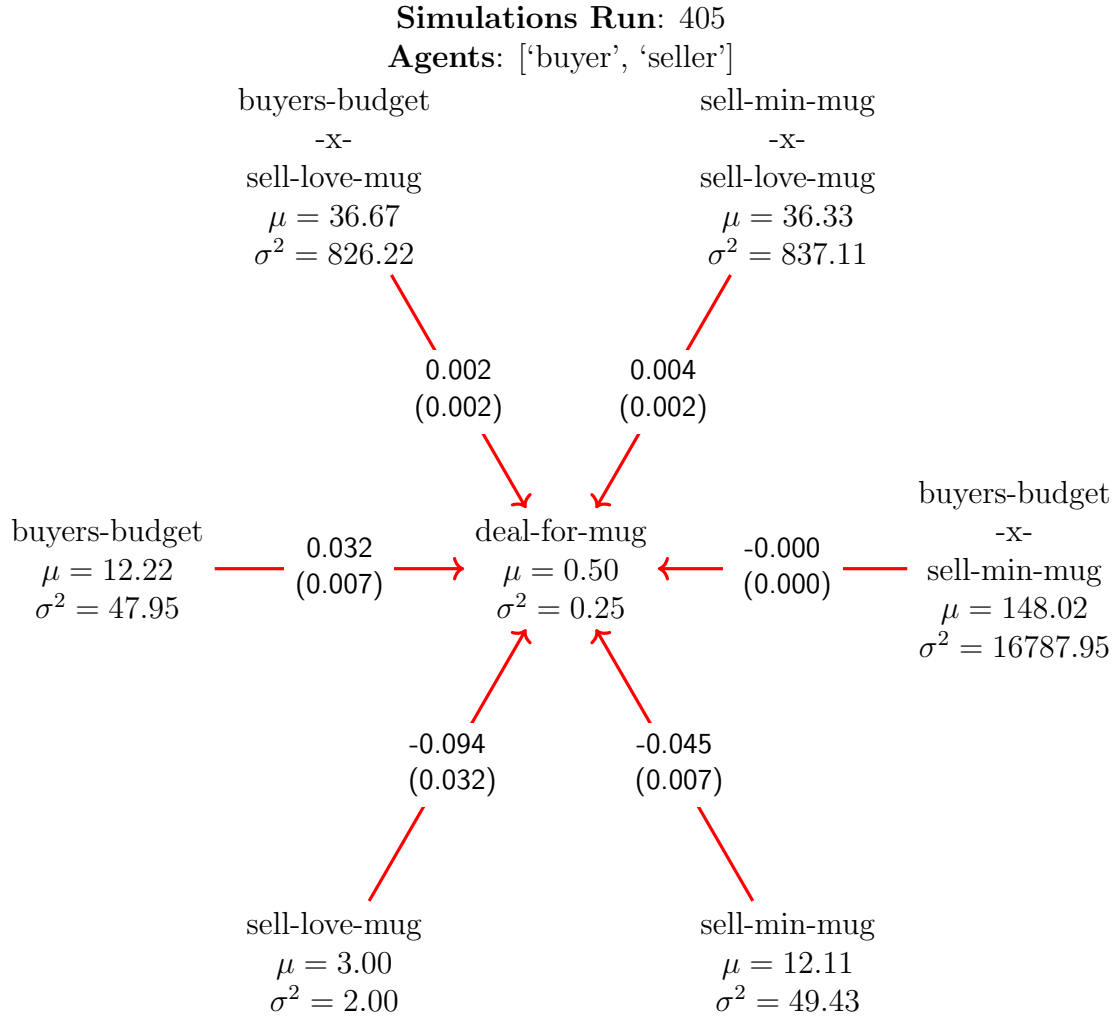 Simulations Run: 405
Agents: [‘buyer’, ‘seller’]
buyers-budget
-x-
sell-love-mug
μ = 36.67
σ² = 826.22
sell-min-mug
-x-
sell-love-mug
μ = 36.33
σ² = 837.11
0.002
(0.002)
0.004
(0.002)
buyers-budget
μ = 12.22
σ² = 47.95
0.032
(0.007)
deal-for-mug
μ = 0.50
σ² = 0.25
-0.000
(0.000)
buyers-budget
-x-
sell-min-mug
μ = 148.02
σ² = 16787.95
-0.094
(0.032)
-0.045
(0.007)
sell-love-mug
μ = 3.00
σ² = 2.00
sell-min-mug
μ = 12.11
σ² = 49.43